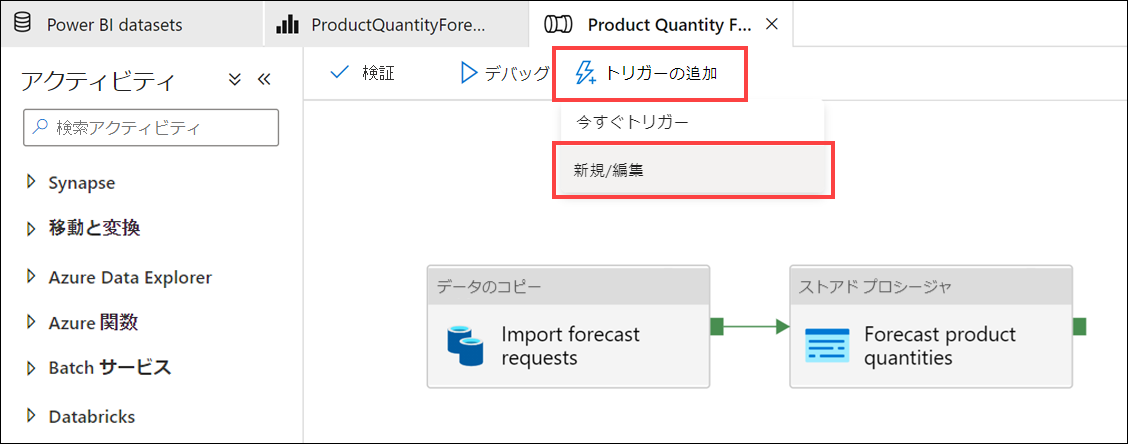 Power BI datasets
ProductQuantityFore...
Product Quantity F...
アクティビティ
検証
デバッグ
トリガーの追加
検索アクティビティ
今すぐトリガー
新規/編集
Synapse
移動と変換
Azure Data Explorer
Azure 関数
Batch サービス
Databricks
データのコピー
Import forecast
requests
ストアド プロシージャ
Forecast product
quantities